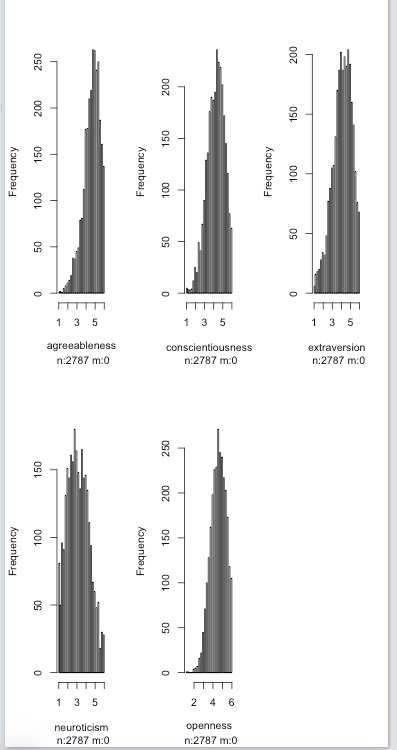 Frequency
0 50 100 150 200 250
1 3 5
agreeableness
n:2787 m:0
Frequency
0 50 100 150 200
1 3 5
conscientiousness
n:2787 m:0
Frequency
0 50 100 150 200
1 3 5
extraversion
n:2787 m:0
Frequency
0 50 100 150
1 3 5
neuroticism
n:2787 m:0
Frequency
0 50 100 150 200 250
2 4 6
openness
n:2787 m:0